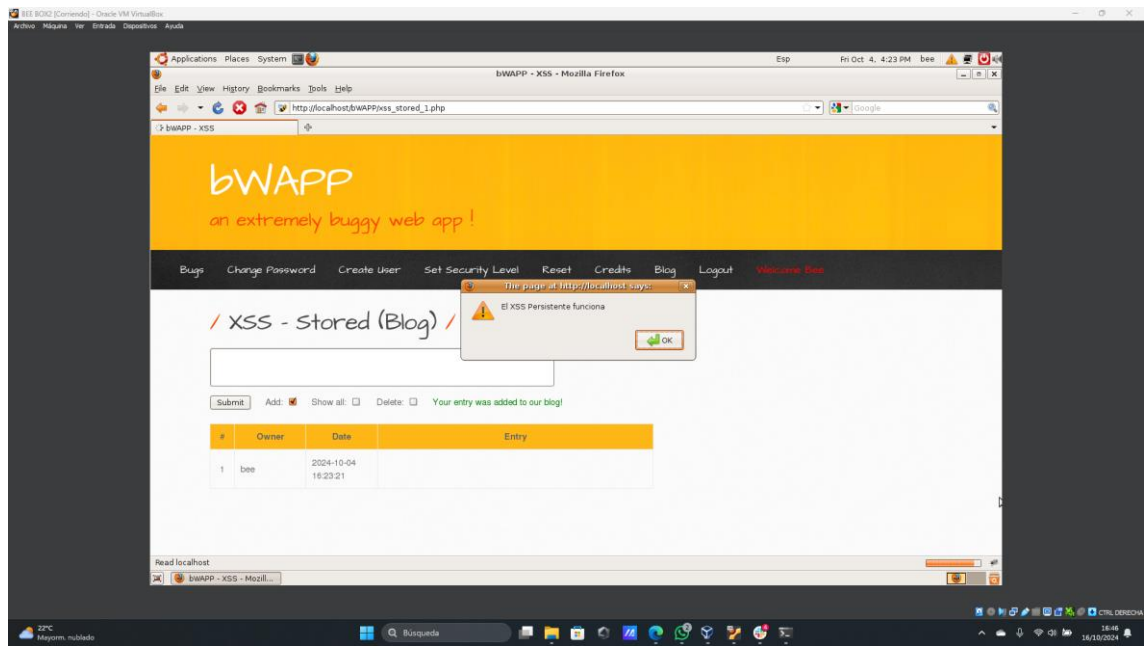 BEE BOX2 [Corriendo] - Oracle VM VirtualBox
Archivo Máquina Ver Entrada Dispositivos Ayuda
Applications Places System Esp Fri Oct 4, 4:23 PM bee
bWAPP - XSS - Mozilla Firefox
File Edit View History Bookmarks Tools Help
http://localhost/bWAPP/xss_stored_1.php Google
bWAPP - XSS
bWAPP
an extremely buggy web app !
Bugs Change Password Create User Set Security Level Reset Credits Blog Logout Welcome Bee
The page at http://localhost says:
El XSS Persistente funciona
OK
/ XSS - Stored (Blog) /
Submit Add: Show all: Delete: Your entry was added to our blog!
# Owner Date Entry
1 bee 2024-10-04
16:23:21
Read localhost
bWAPP - XSS - Mozill...
CTRL DERECHA
22°C
Mayorm. nublado
Búsqueda
16:46
16/10/2024